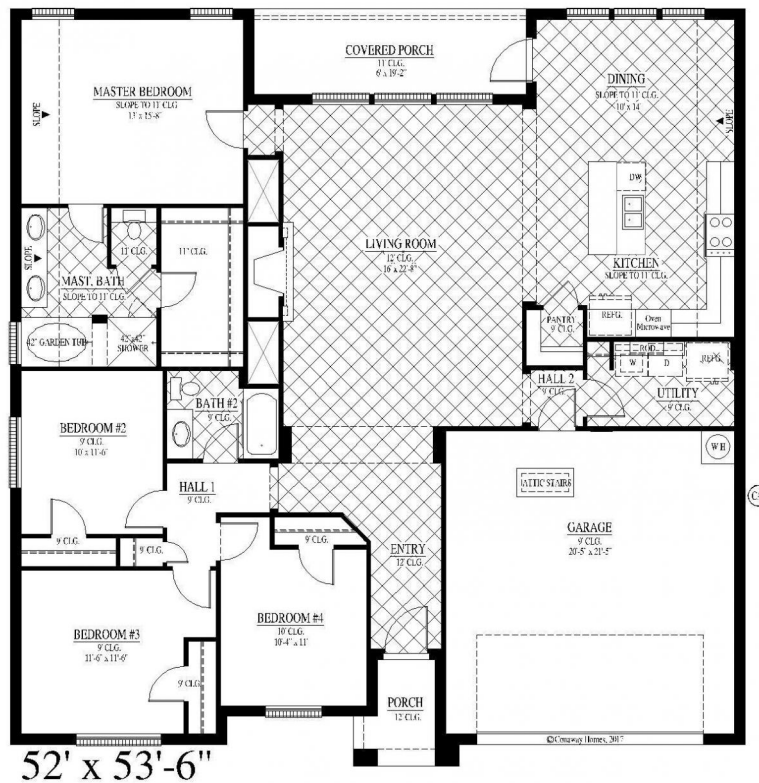 COVERED PORCH
11' CLG.
6' x 19'-2"
MASTER BEDROOM
SLOPE TO 11' CLG
13' x 15'-8"
SLOPE
DINING
SLOPE TO 11' CLG.
10' x 14'
SLOPE
DW
KITCHEN
SLOPE TO 11' CLG.
LIVING ROOM
12' CLG.
16' x 22'-8"
11' CLG.
11' CLG.
SLOPE
MAST. BATH
SLOPE TO 11' CLG.
42" GARDEN TUB
42"x42"
SHOWER
PANTRY
9' CLG.
REFG.
Oven
Microwave
ROD
W
D
REFG.
UTILITY
9' CLG.
HALL 2
9' CLG.
BATH #2
9' CLG.
BEDROOM #2
9' CLG.
10' x 11'-6"
HALL 1
9' CLG.
9' CLG.
9' CLG.
9' CLG.
WH
ATTIC STAIRS
GARAGE
9' CLG.
20'-5" x 21'-5"
ENTRY
12' CLG.
BEDROOM #4
10' CLG.
10'-4" x 11'
BEDROOM #3
9' CLG.
11'-6" x 11'-6"
9' CLG.
PORCH
12' CLG.
©Conaway Homes, 2017
52' x 53'-6"